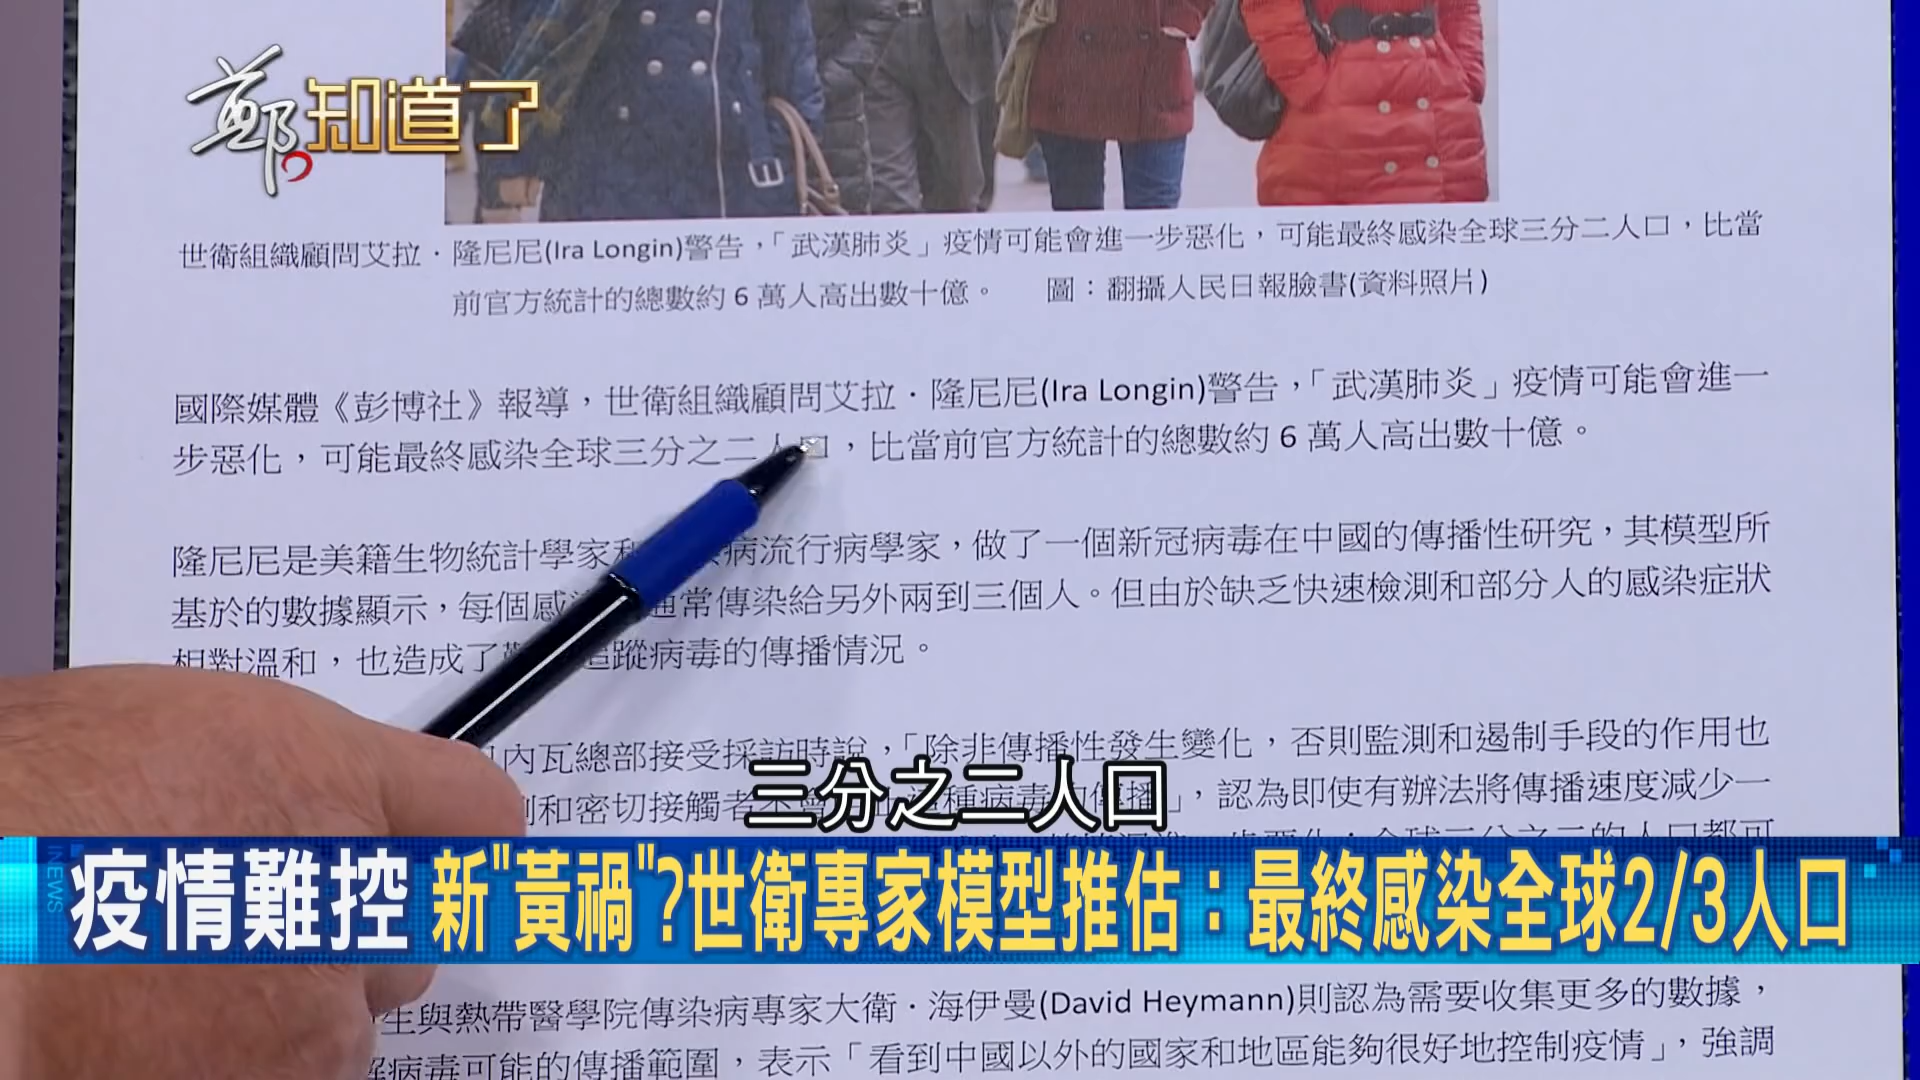 鄭知道了
世衛組織顧問艾拉．隆尼尼(Ira Longin)警告，「武漢肺炎」疫情可能會進一步惡化，可能最終感染全球三分二人口，比當
前官方統計的總數約 6 萬人高出數十億。 圖：翻攝人民日報臉書(資料照片)
國際媒體《彭博社》報導，世衛組織顧問艾拉．隆尼尼(Ira Longin)警告，「武漢肺炎」疫情可能會進一
步惡化，可能最終感染全球三分之二人口，比當前官方統計的總數約 6 萬人高出數十億。
隆尼尼是美籍生物統計學家和 病流行病學家，做了一個新冠病毒在中國的傳播性研究，其模型所
基於的數據顯示，每個感 通常傳染給另外兩到三個人。但由於缺乏快速檢測和部分人的感染症狀
相對溫和，也造成了 追蹤病毒的傳播情況。
內瓦總部接受採訪時說，「除非傳播性發生變化，否則監測和遏制手段的作用也
和密切接觸者 種病毒的傳播」，認為即使有辦法將傳播速度減少一
三分之二人口
INEWS
疫情難控 新"黃禍"?世衛專家模型推估：最終感染全球2/3人口
生與熱帶醫學院傳染病專家大衛．海伊曼(David Heymann)則認為需要收集更多的數據，
病毒可能的傳播範圍，表示「看到中國以外的國家和地區能夠很好地控制疫情」，強調